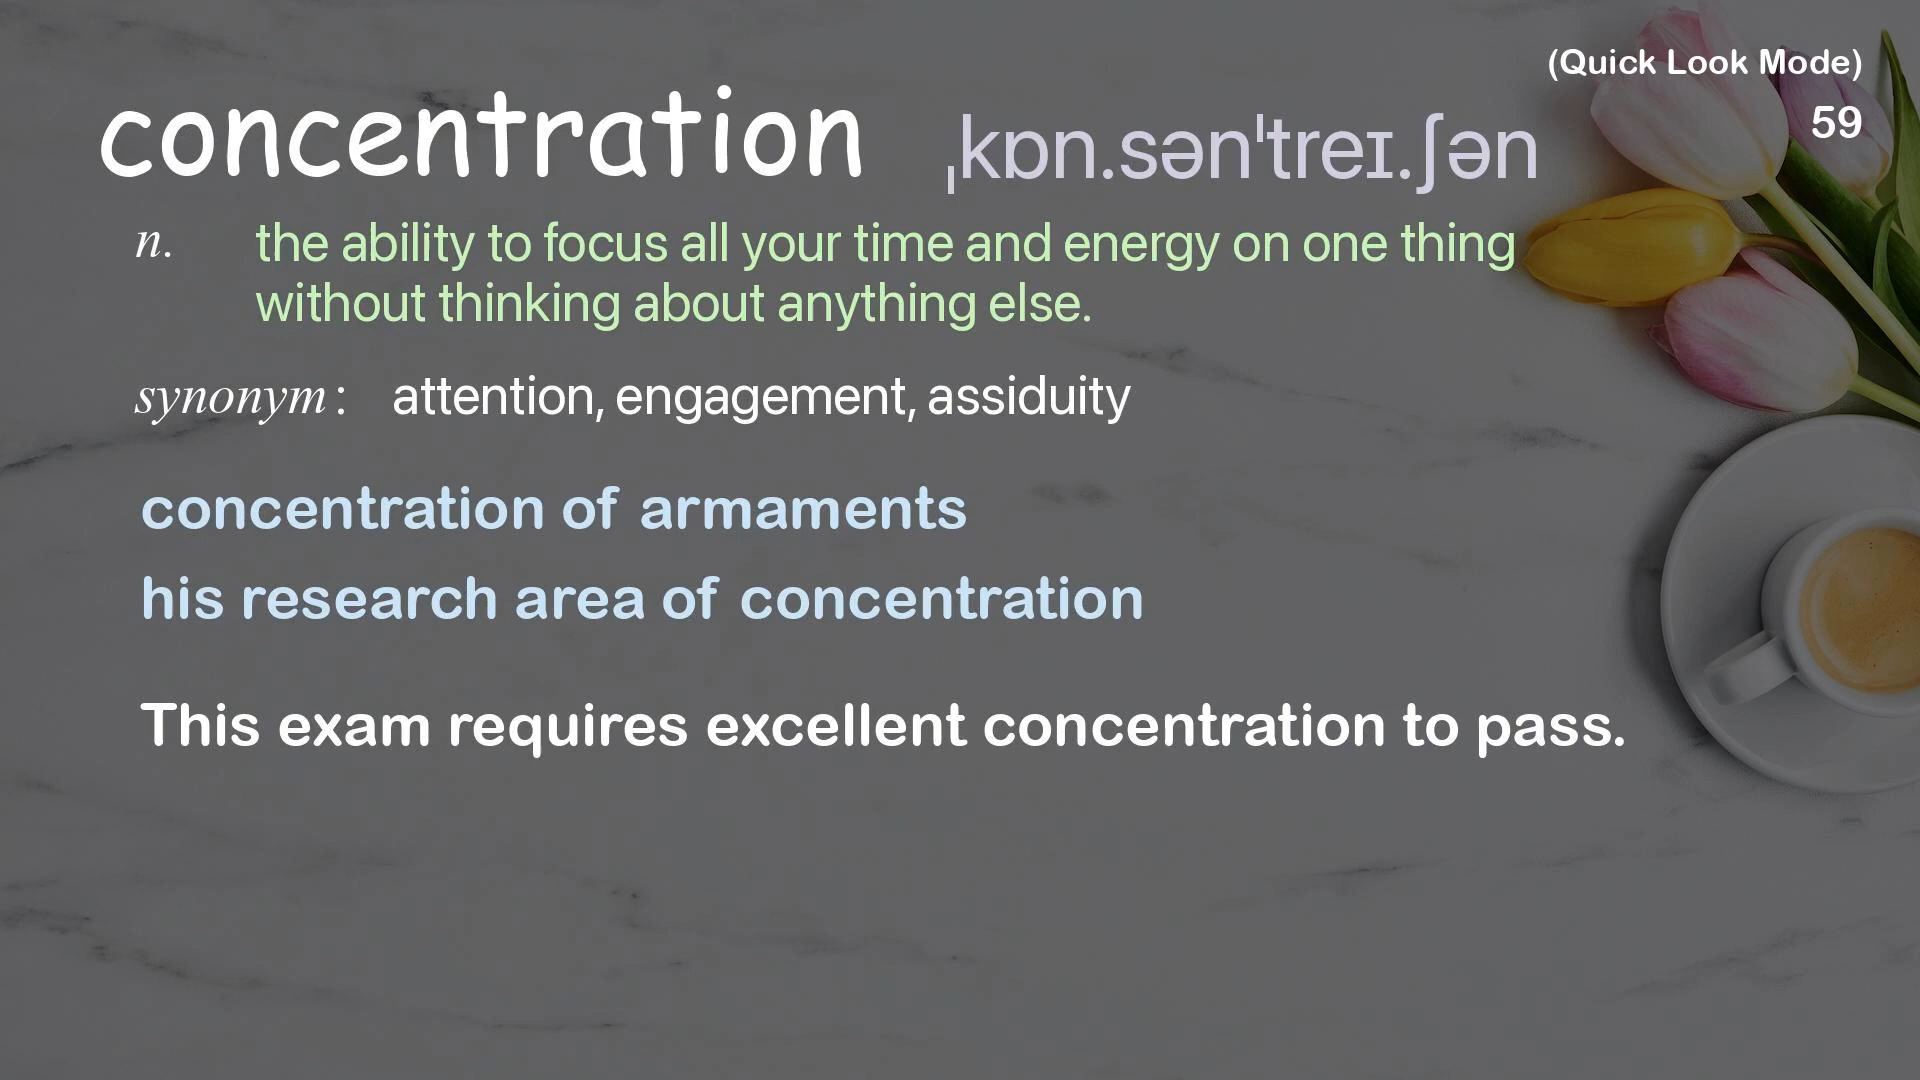 (Quick Look Mode)
59
concentration ˌkɒn.sənˈtreɪ.ʃən
n. the ability to focus all your time and energy on one thing
without thinking about anything else.
synonym : attention, engagement, assiduity
concentration of armaments
his research area of concentration
This exam requires excellent concentration to pass.